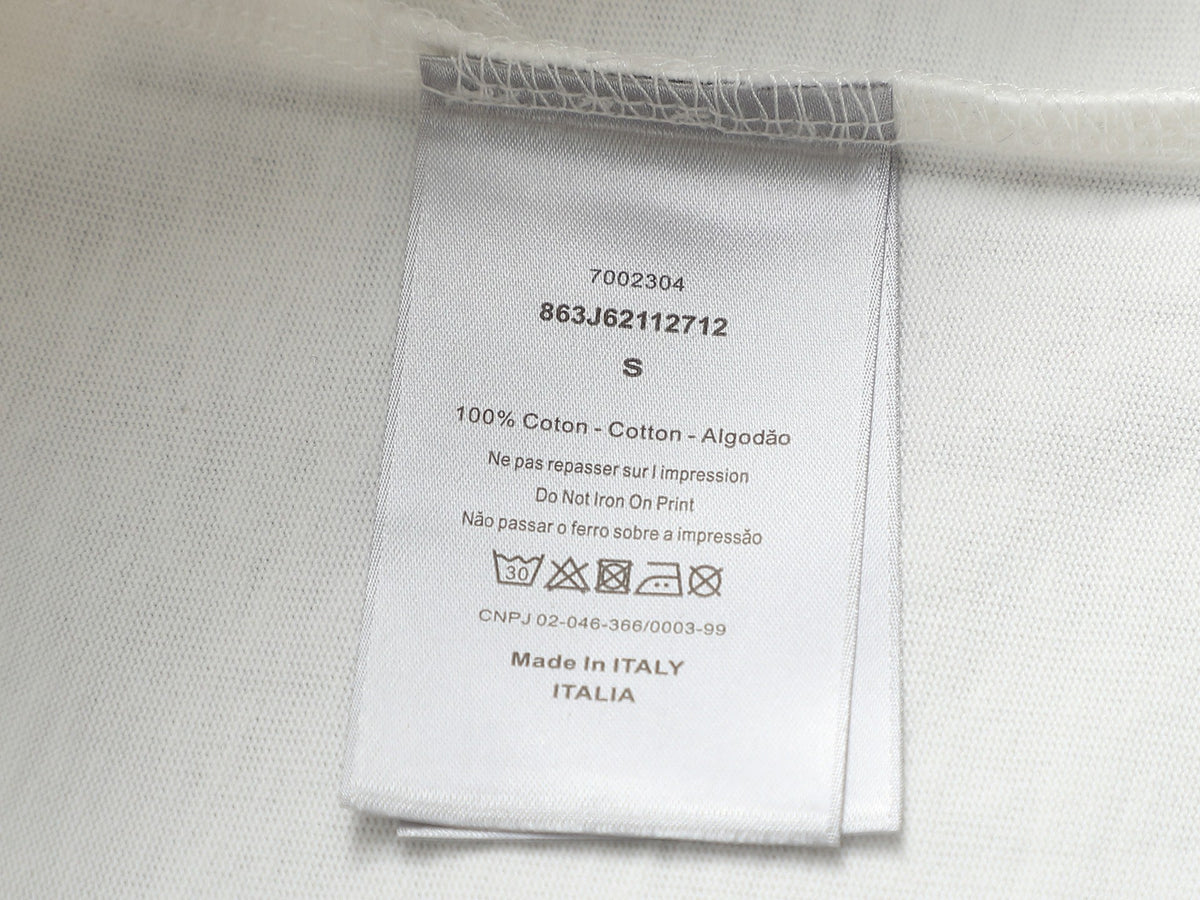 7002304
863J62112712
S
100% Coton - Cotton - Algodão
Ne pas repasser sur l impression
Do Not Iron On Print
Não passar o ferro sobre a impressão
30
CNPJ 02-046-366/0003-99
Made In ITALY
ITALIA